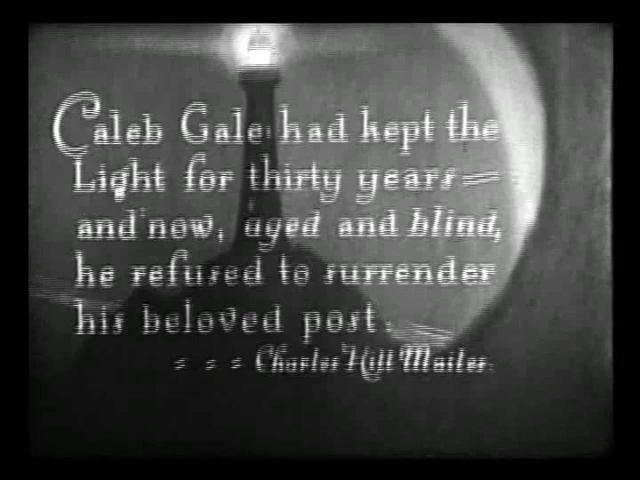 Caleb Gale had kept the
Light for thirty years —
and now, aged and blind,
he refused to surrender
his beloved post.
- - - Charles Hill Mailes.